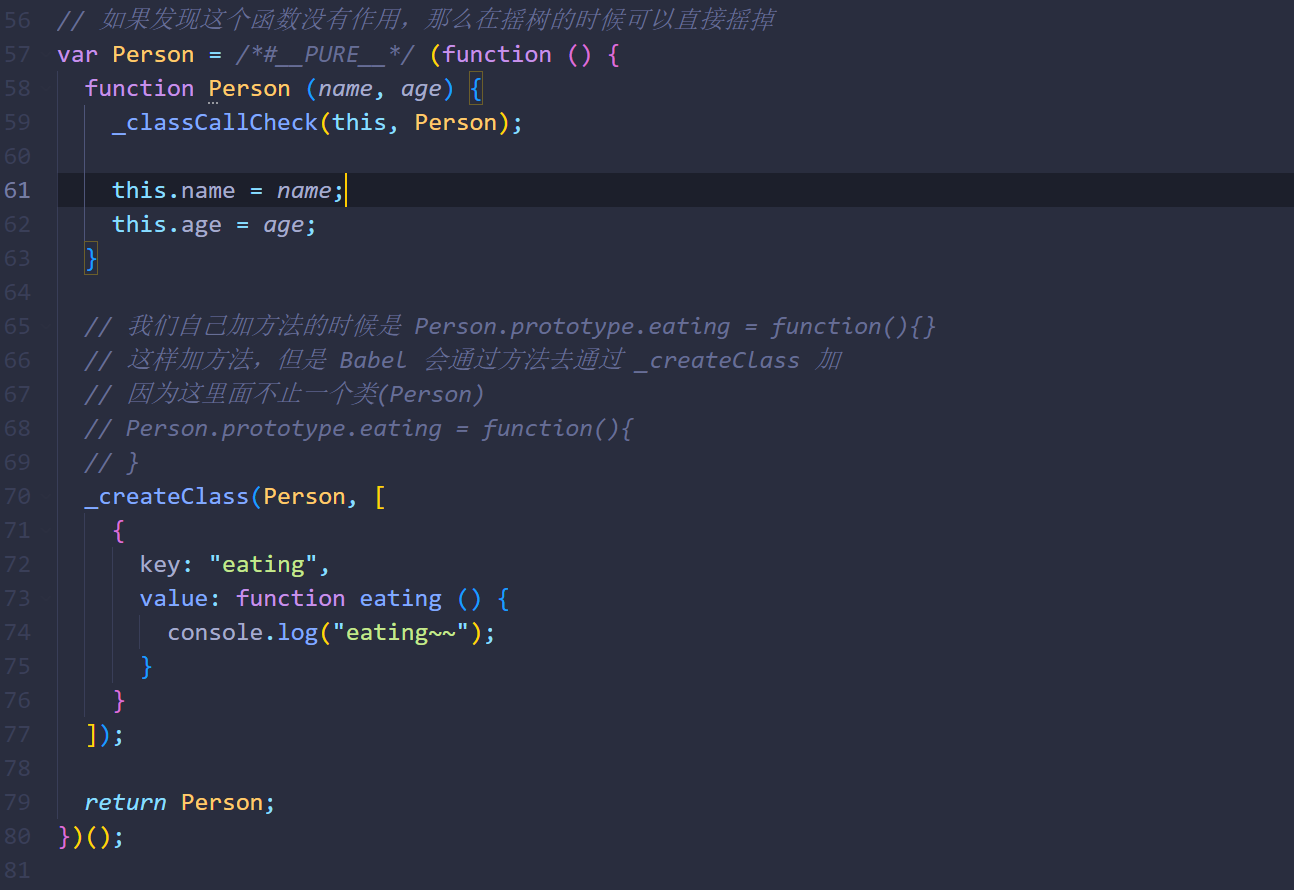 56 // 如果发现这个函数没有作用，那么在摇树的时候可以直接摇掉
57 var Person = /*#__PURE__*/ (function () {
58   function Person (name, age) {
59     _classCallCheck(this, Person);
60
61     this.name = name;
62     this.age = age;
63   }
64
65   // 我们自己加方法的时候是 Person.prototype.eating = function(){}
66   // 这样加方法，但是 Babel 会通过方法去通过 _createClass 加
67   // 因为这里面不止一个类(Person)
68   // Person.prototype.eating = function(){
69   // }
70   _createClass(Person, [
71     {
72       key: "eating",
73       value: function eating () {
74         console.log("eating~~");
75       }
76     }
77   ]);
78
79   return Person;
80 })();
81